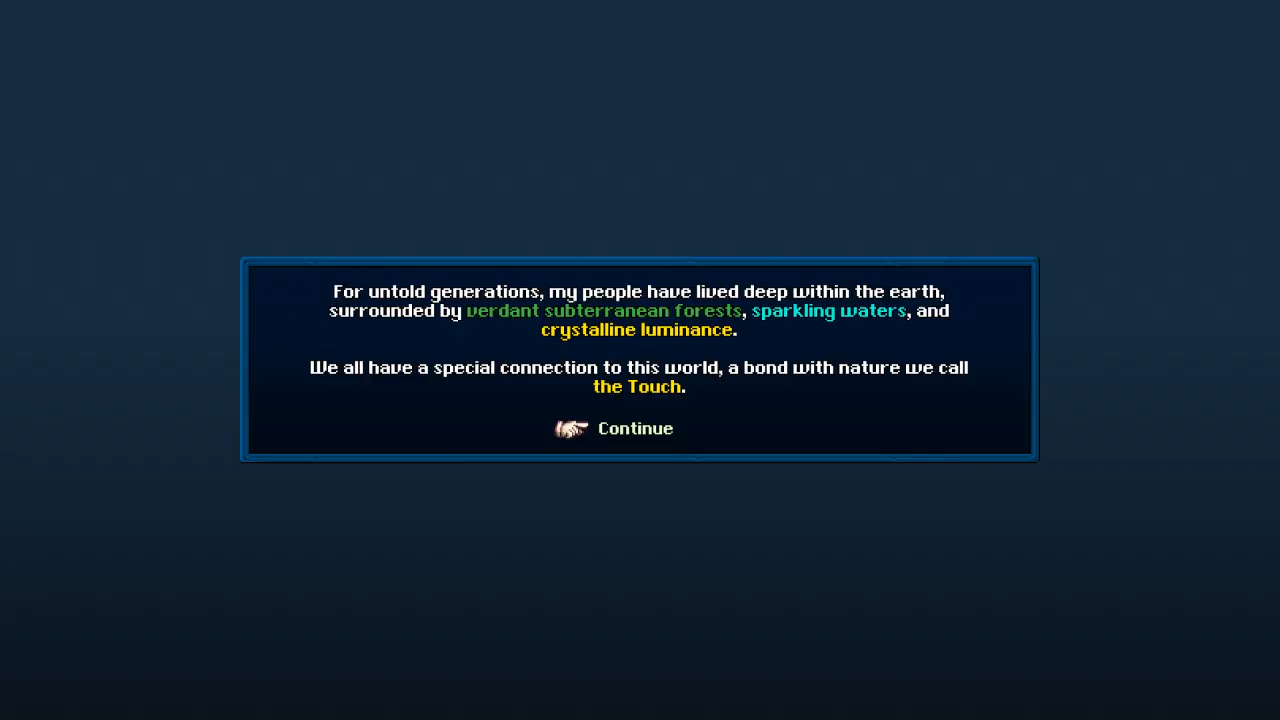 For untold generations, my people have lived deep within the earth,
surrounded by verdant subterranean forests, sparkling waters, and
crystalline luminance.
We all have a special connection to this world, a bond with nature we call
the Touch.
Continue